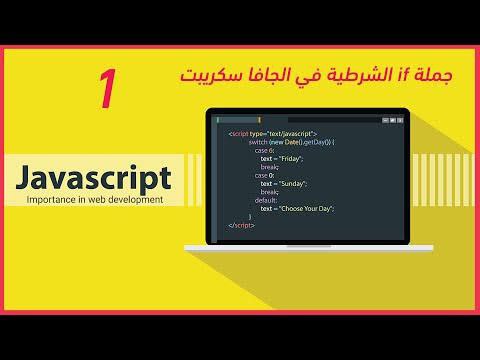 جملة if الشرطية في الجافا سكريبت
1
Javascript
Importance in web development
<script type="text/javascript">
switch (new Date().getDay()) {
case 6:
text = "Friday";
break;
case 0:
text = "Sunday";
break;
default:
text = "Choose Your Day";
}
</script>